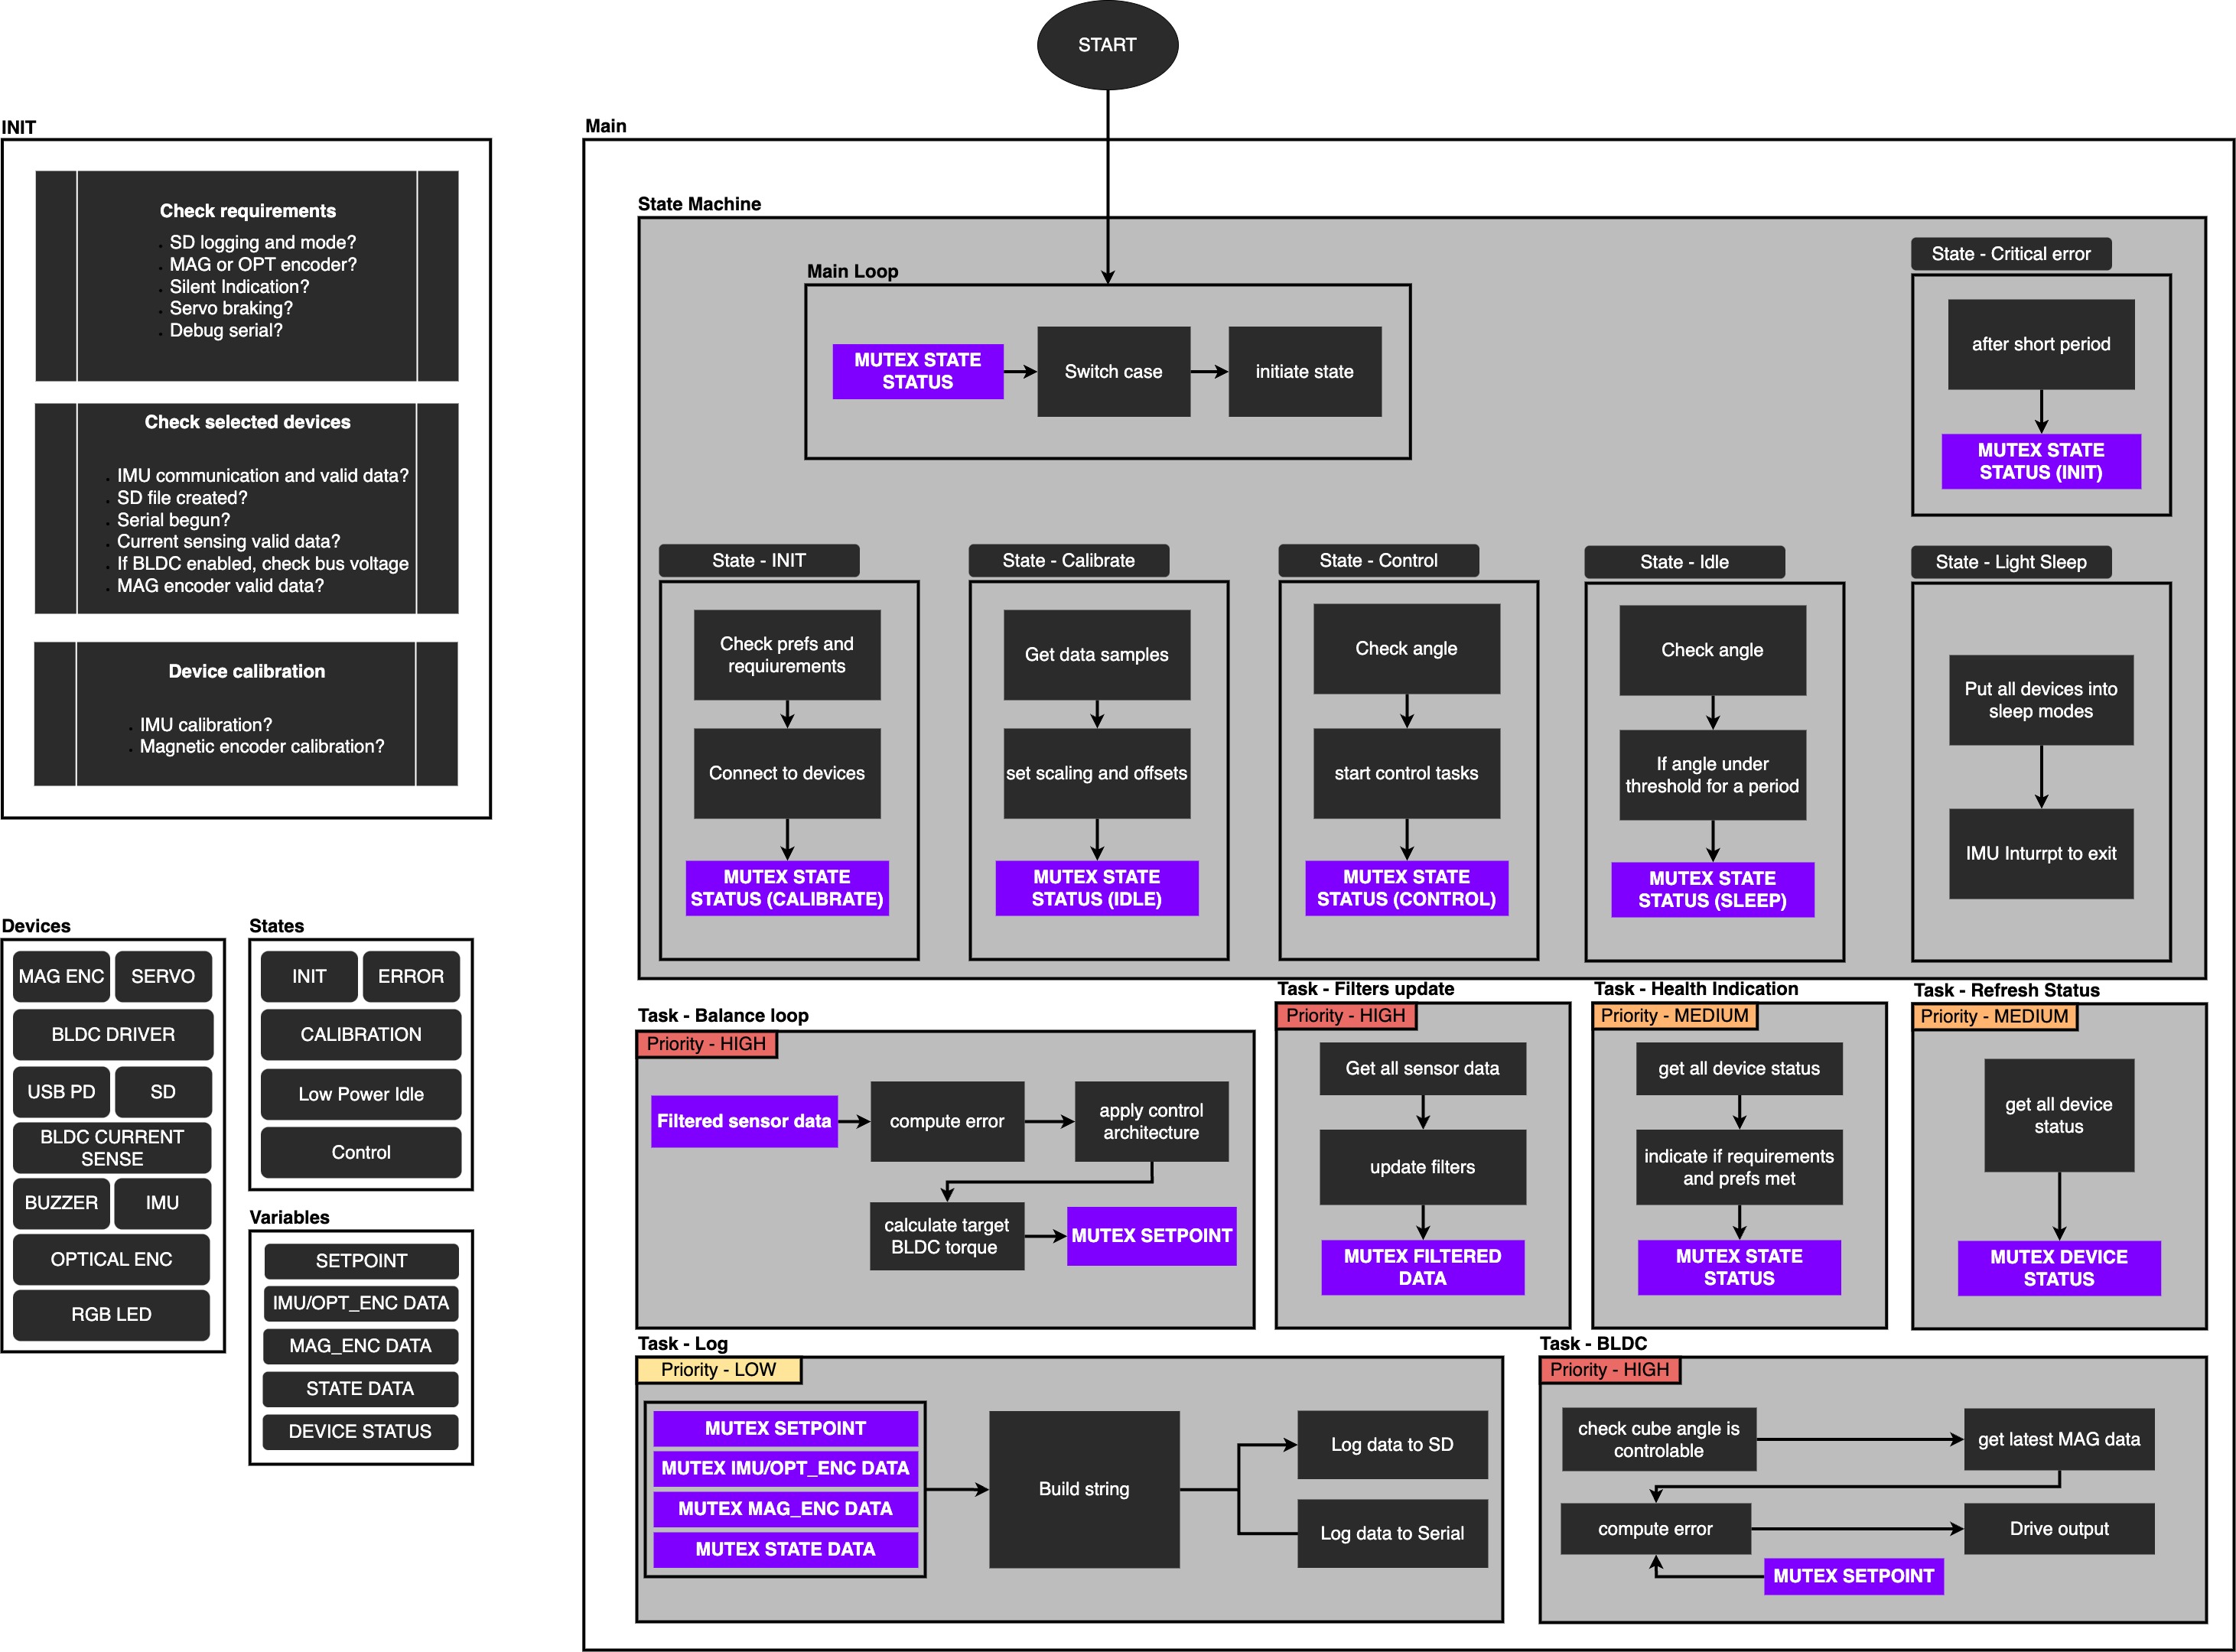 START
INIT
Check requirements
SD logging and mode?
MAG or OPT encoder?
Silent Indication?
Servo braking?
Debug serial?
Check selected devices
IMU communication and valid data?
SD file created?
Serial begun?
Current sensing valid data?
If BLDC enabled, check bus voltage
MAG encoder valid data?
Device calibration
IMU calibration?
Magnetic encoder calibration?
Devices
MAG ENC
SERVO
BLDC DRIVER
USB PD
SD
BLDC CURRENT
SENSE
BUZZER
IMU
OPTICAL ENC
RGB LED
States
INIT
ERROR
CALIBRATION
Low Power Idle
Control
Variables
SETPOINT
IMU/OPT_ENC DATA
MAG_ENC DATA
STATE DATA
DEVICE STATUS
Main
State Machine
Main Loop
MUTEX STATE
STATUS
Switch case
initiate state
State - Critical error
after short period
MUTEX STATE
STATUS (INIT)
State - INIT
Check prefs and
requiurements
Connect to devices
MUTEX STATE
STATUS (CALIBRATE)
State - Calibrate
Get data samples
set scaling and offsets
MUTEX STATE
STATUS (IDLE)
State - Control
Check angle
start control tasks
MUTEX STATE
STATUS (CONTROL)
State - Idle
Check angle
If angle under
threshold for a period
MUTEX STATE
STATUS (SLEEP)
State - Light Sleep
Put all devices into
sleep modes
IMU Inturrpt to exit
Task - Balance loop
Priority - HIGH
Filtered sensor data
compute error
apply control
architecture
calculate target
BLDC torque
MUTEX SETPOINT
Task - Filters update
Priority - HIGH
Get all sensor data
update filters
MUTEX FILTERED
DATA
Task - Health Indication
Priority - MEDIUM
get all device status
indicate if requirements
and prefs met
MUTEX STATE
STATUS
Task - Refresh Status
Priority - MEDIUM
get all device
status
MUTEX DEVICE
STATUS
Task - Log
Priority - LOW
MUTEX SETPOINT
MUTEX IMU/OPT_ENC DATA
MUTEX MAG_ENC DATA
MUTEX STATE DATA
Build string
Log data to SD
Log data to Serial
Task - BLDC
Priority - HIGH
check cube angle is
controlable
get latest MAG data
compute error
Drive output
MUTEX SETPOINT